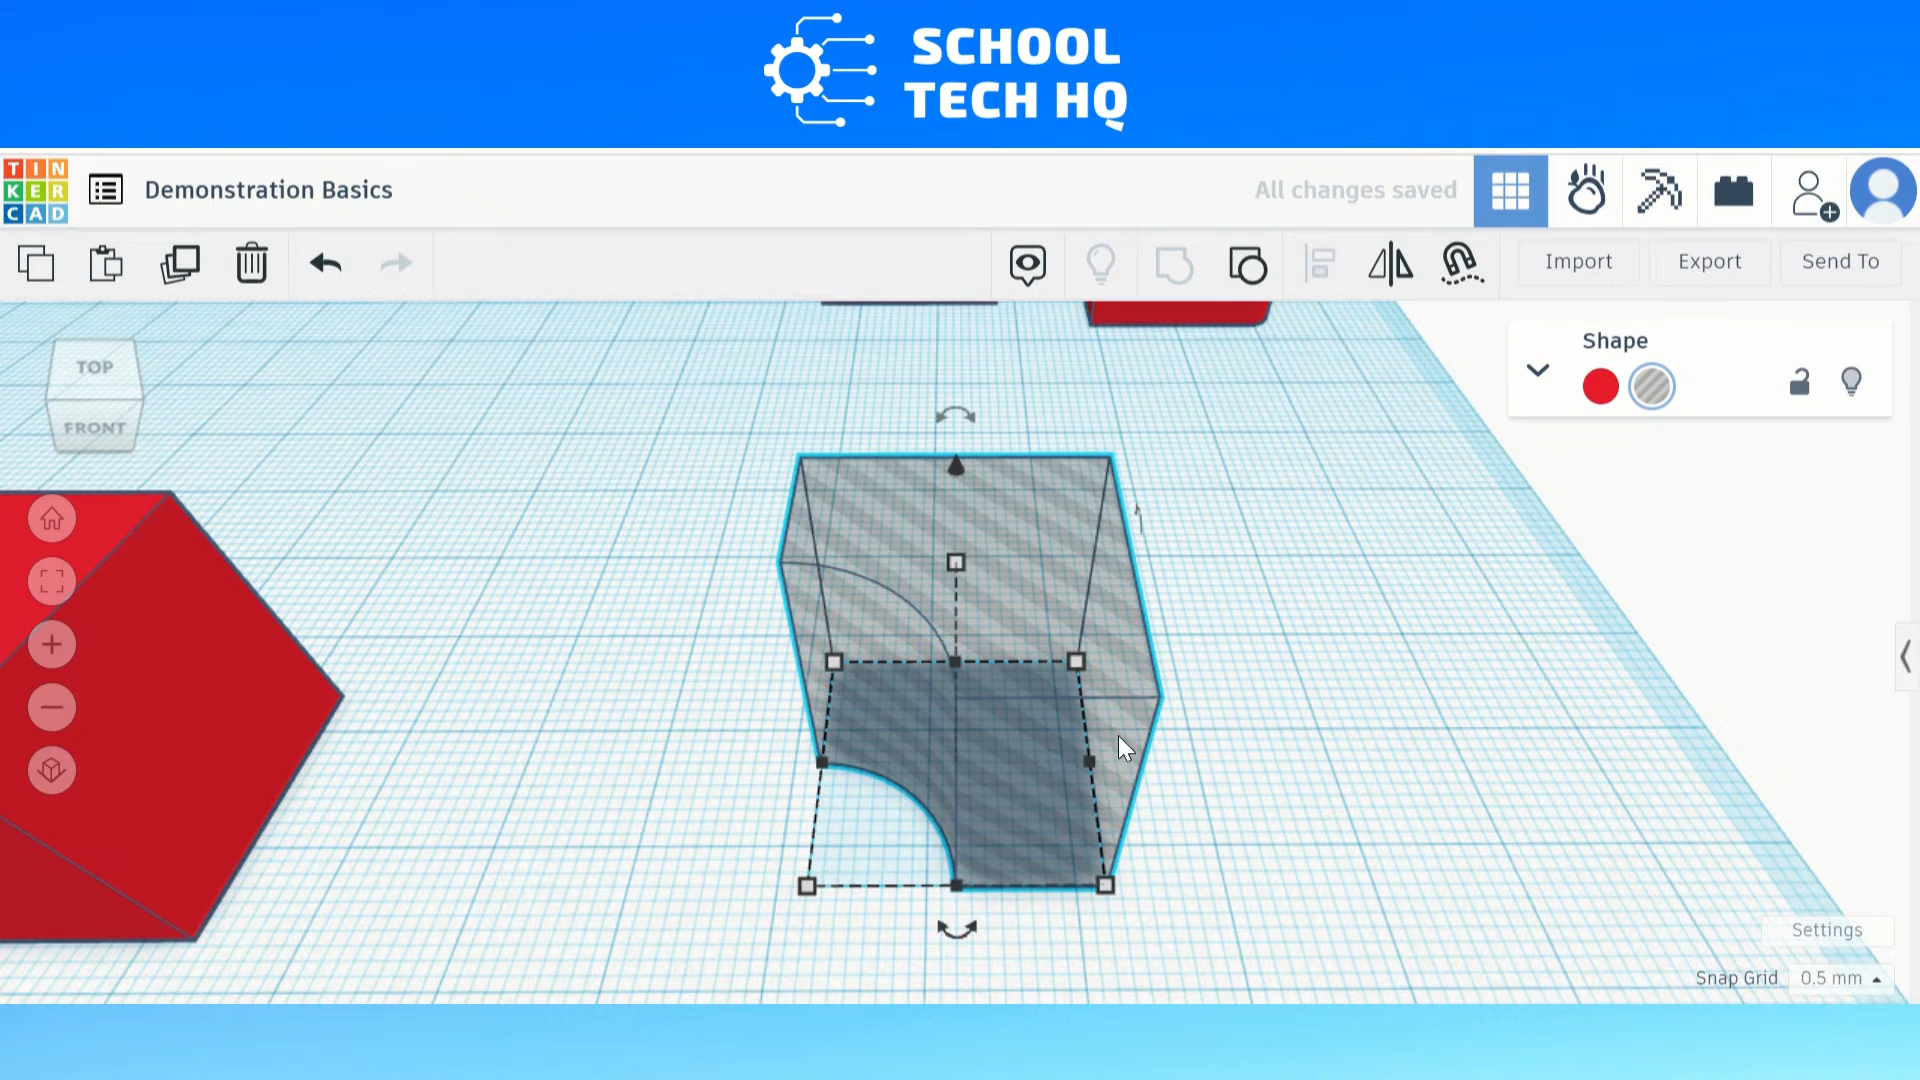 SCHOOL
TECH HQ
TIN
KER
CAD
Demonstration Basics
All changes saved
Import
Export
Send To
TOP
FRONT
Shape
Settings
Snap Grid 0.5 mm